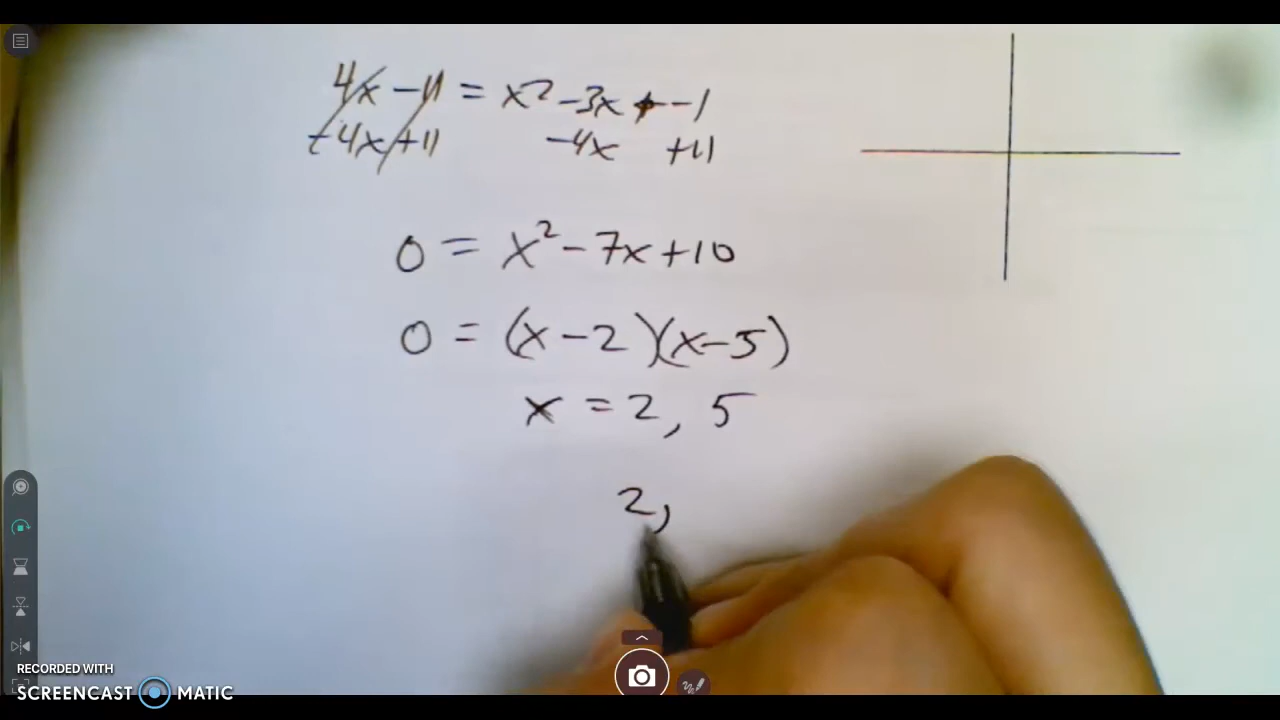 4x - 11 = x² - 3x + -1
-4x + 11 -4x + 11
0 = x² - 7x + 10
0 = (x - 2)(x - 5)
x = 2, 5
2,
RECORDED WITH
SCREENCAST MATIC